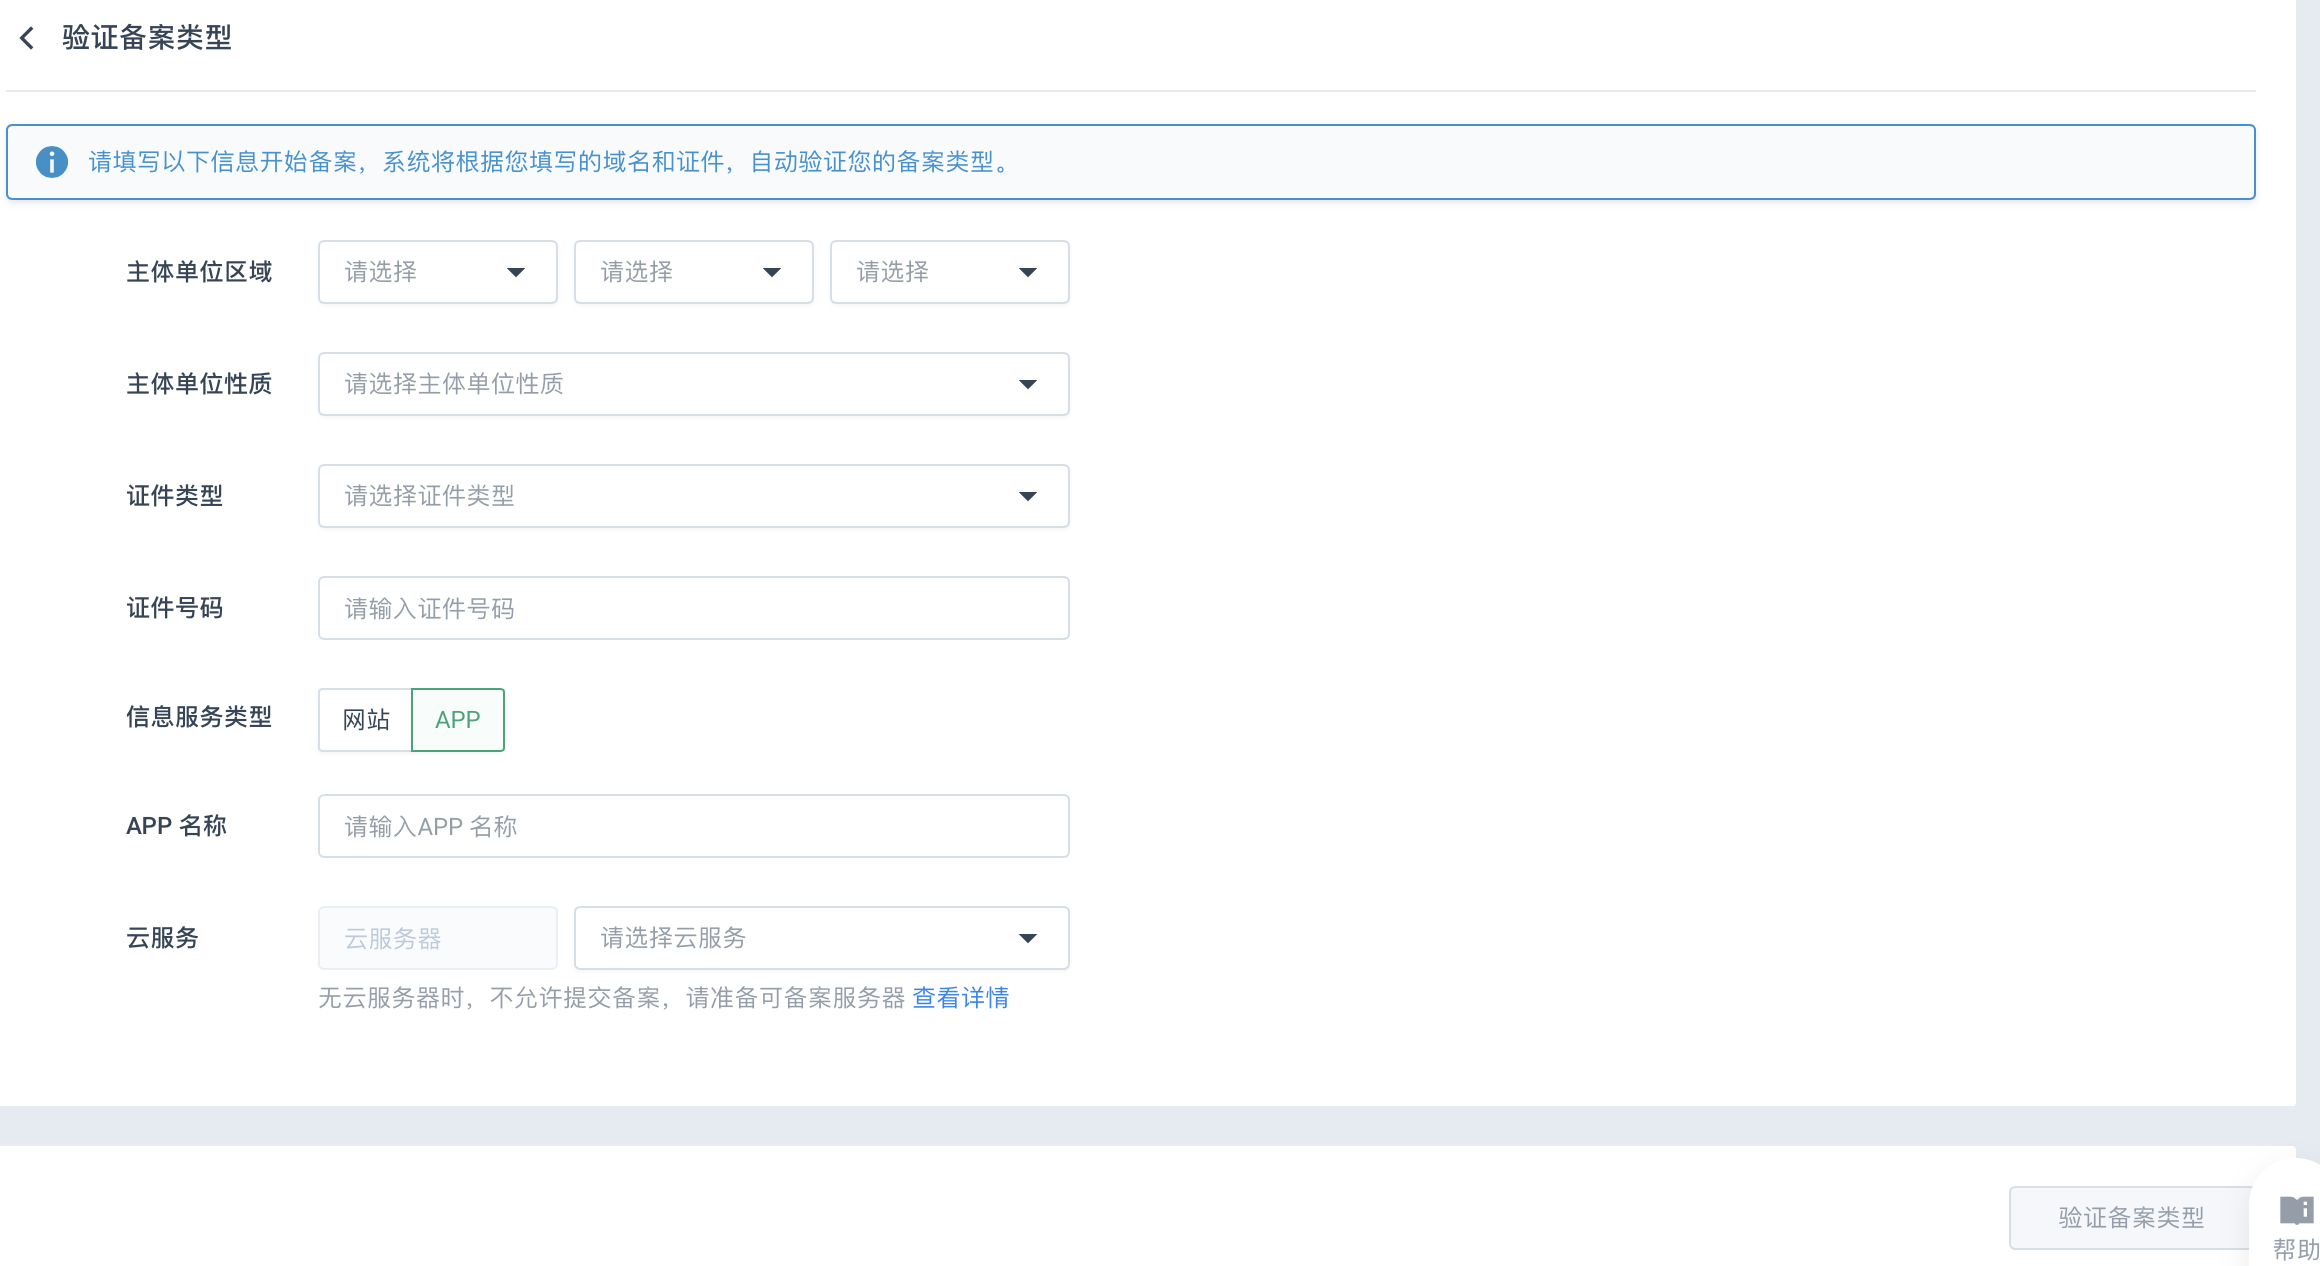 验证备案类型
请填写以下信息开始备案，系统将根据您填写的域名和证件，自动验证您的备案类型。
主体单位区域 请选择 请选择 请选择
主体单位性质 请选择主体单位性质
证件类型 请选择证件类型
证件号码 请输入证件号码
信息服务类型 网站 APP
APP 名称 请输入APP 名称
云服务 云服务器 请选择云服务
无云服务器时，不允许提交备案，请准备可备案服务器 查看详情
验证备案类型
帮助